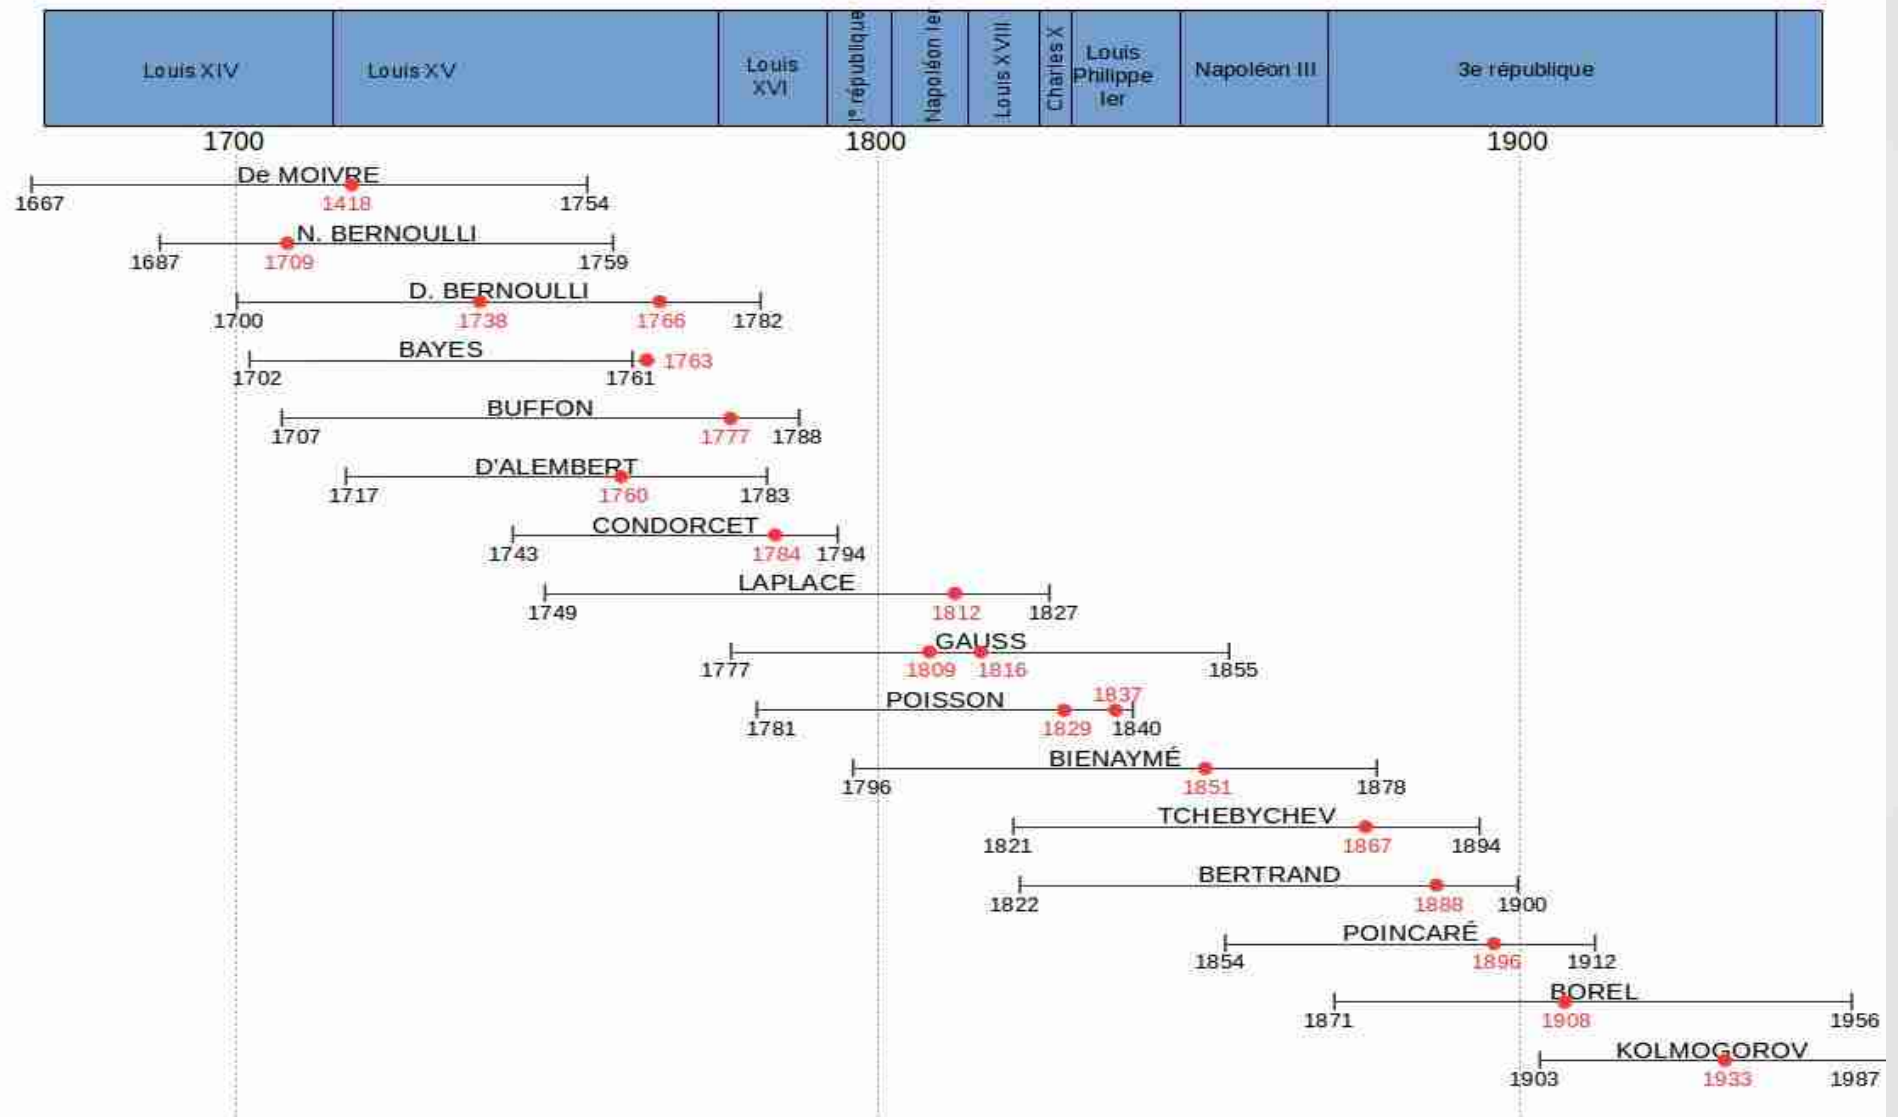 Louis XIV
Louis XV
Louis
XVI
I° république
Napoléon Ier
Louis XVIII
Charles X
Louis
Philippe
Ier
Napoléon III
3e république
1700
1800
1900
De MOIVRE
1667
1418
1754
N. BERNOULLI
1687
1709
1759
D. BERNOULLI
1700
1738
1766
1782
BAYES
1763
1702
1761
BUFFON
1707
1777
1788
D'ALEMBERT
1717
1760
1783
CONDORCET
1743
1784
1794
LAPLACE
1749
1812
1827
GAUSS
1777
1809
1816
1855
1837
POISSON
1781
1829
1840
BIENAYMÉ
1796
1851
1878
TCHEBYCHEV
1821
1867
1894
BERTRAND
1822
1888
1900
POINCARÉ
1854
1896
1912
BOREL
1871
1908
1956
KOLMOGOROV
1903
1933
1987